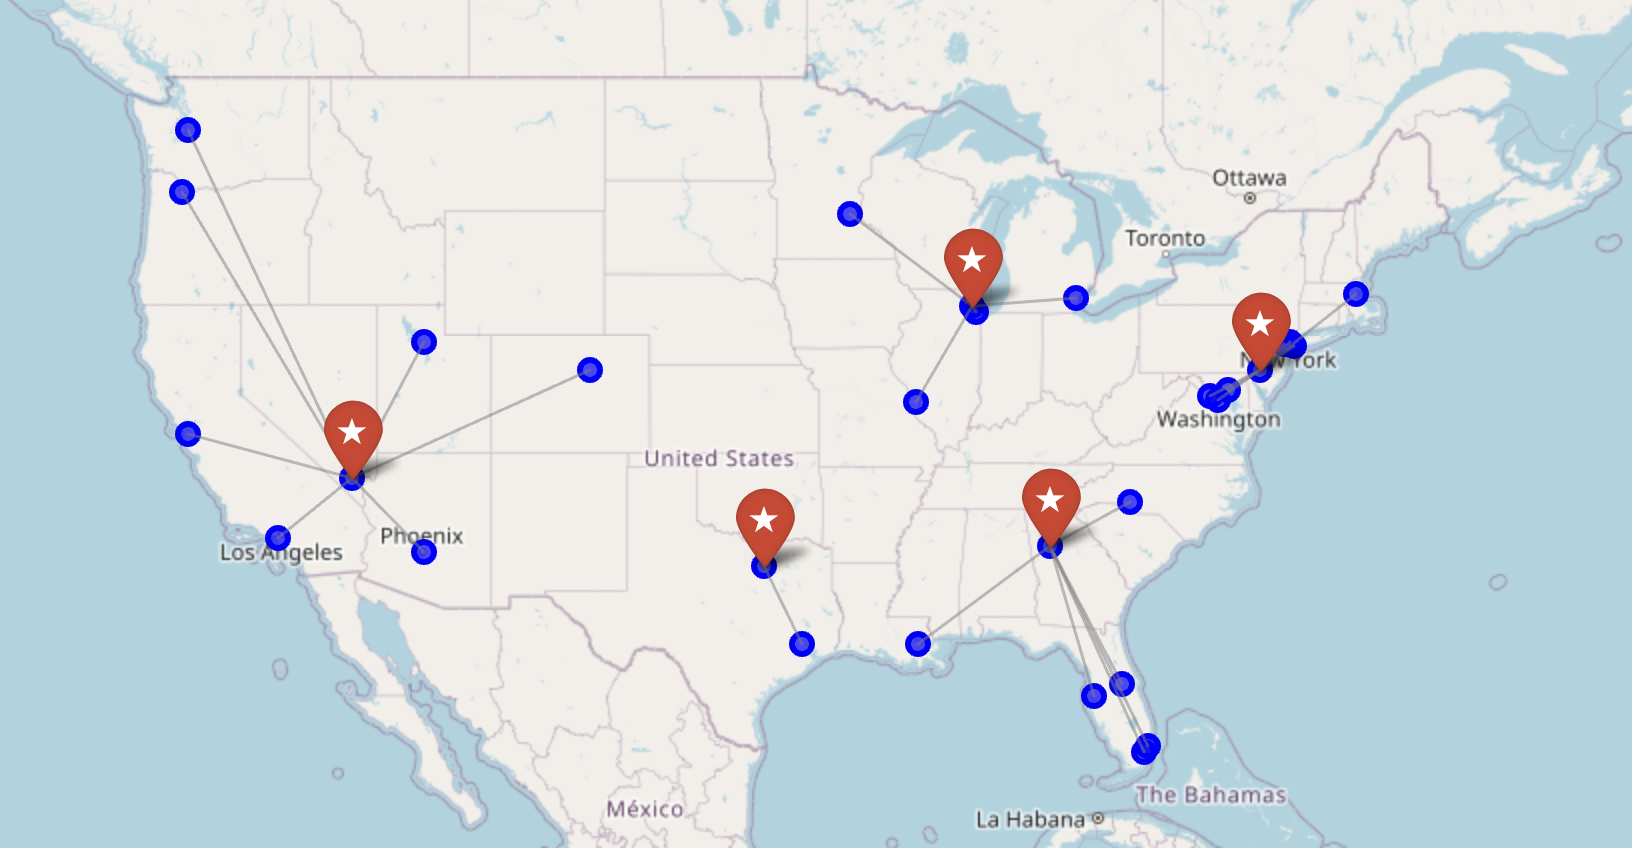 Ottawa
Toronto
New York
Washington
United States
Phoenix
Los Angeles
México
The Bahamas
La Habana